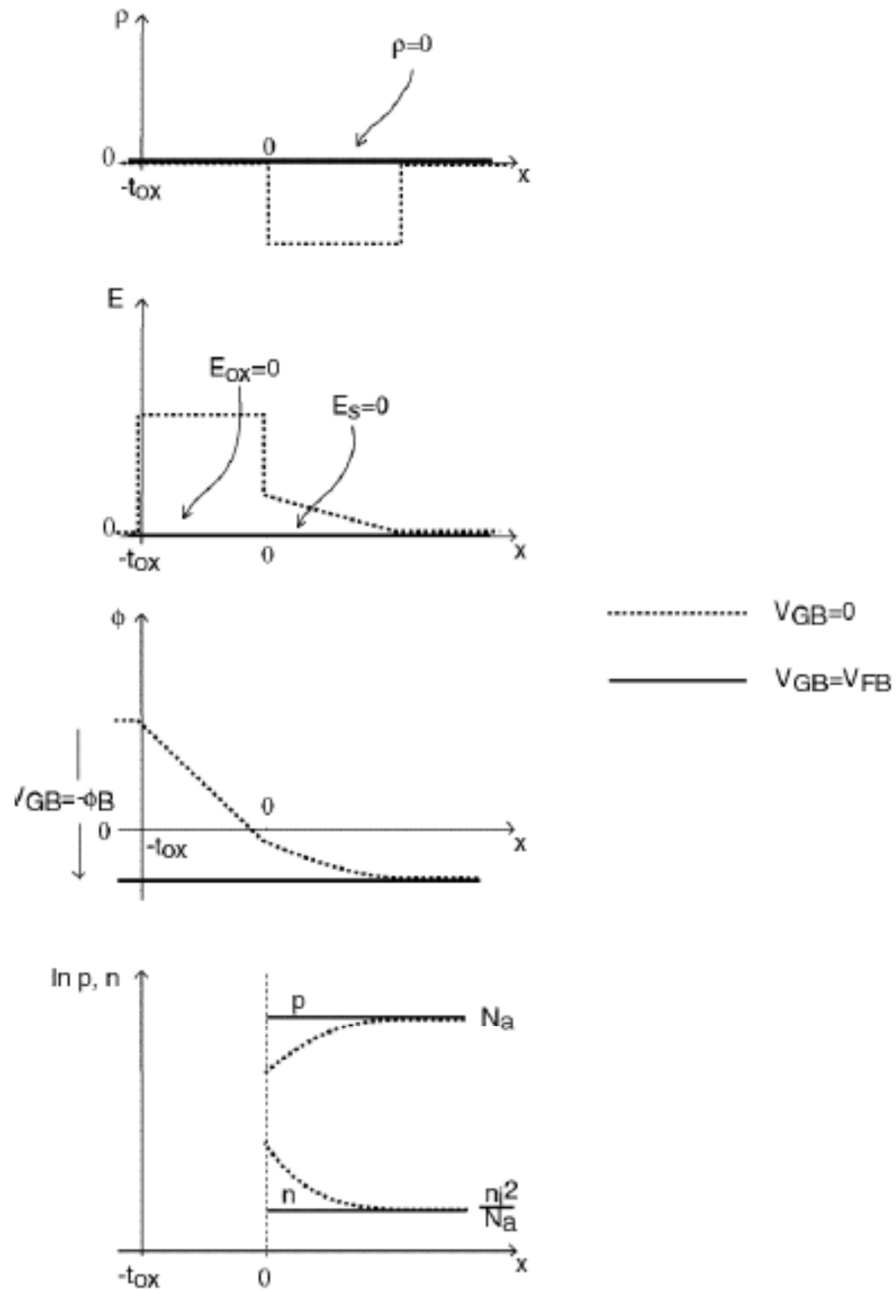 ρ
ρ=0
0
0
-tox
x
E
Eox=0
Es=0
0
-tox
0
x
VGB=0
VGB=VFB
ϕ
VGB=-ϕB
0
0
-tox
x
ln p, n
p
Na
n
ni2
Na
-tox
0
x